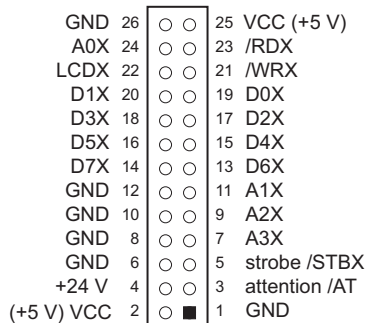 GND 26 25 VCC (+5 V)
A0X 24 23 /RDX
LCDX 22 21 /WRX
D1X 20 19 D0X
D3X 18 17 D2X
D5X 16 15 D4X
D7X 14 13 D6X
GND 12 11 A1X
GND 10 9 A2X
GND 8 7 A3X
GND 6 5 strobe /STBX
+24 V 4 3 attention /AT
(+5 V) VCC 2 1 GND